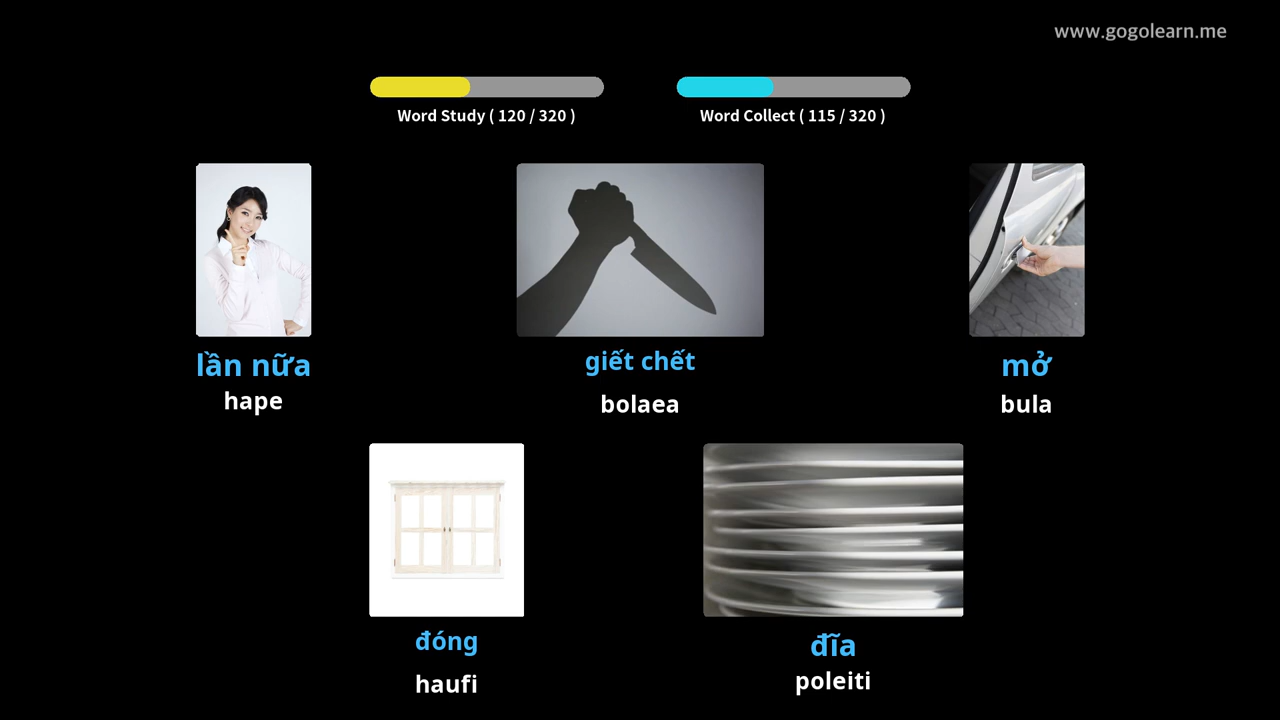 www.gogolearn.me
Word Study ( 120 / 320 )
Word Collect ( 115 / 320 )
lần nữa
hape
giết chết
bolaea
mở
bula
đóng
haufi
đĩa
poleiti